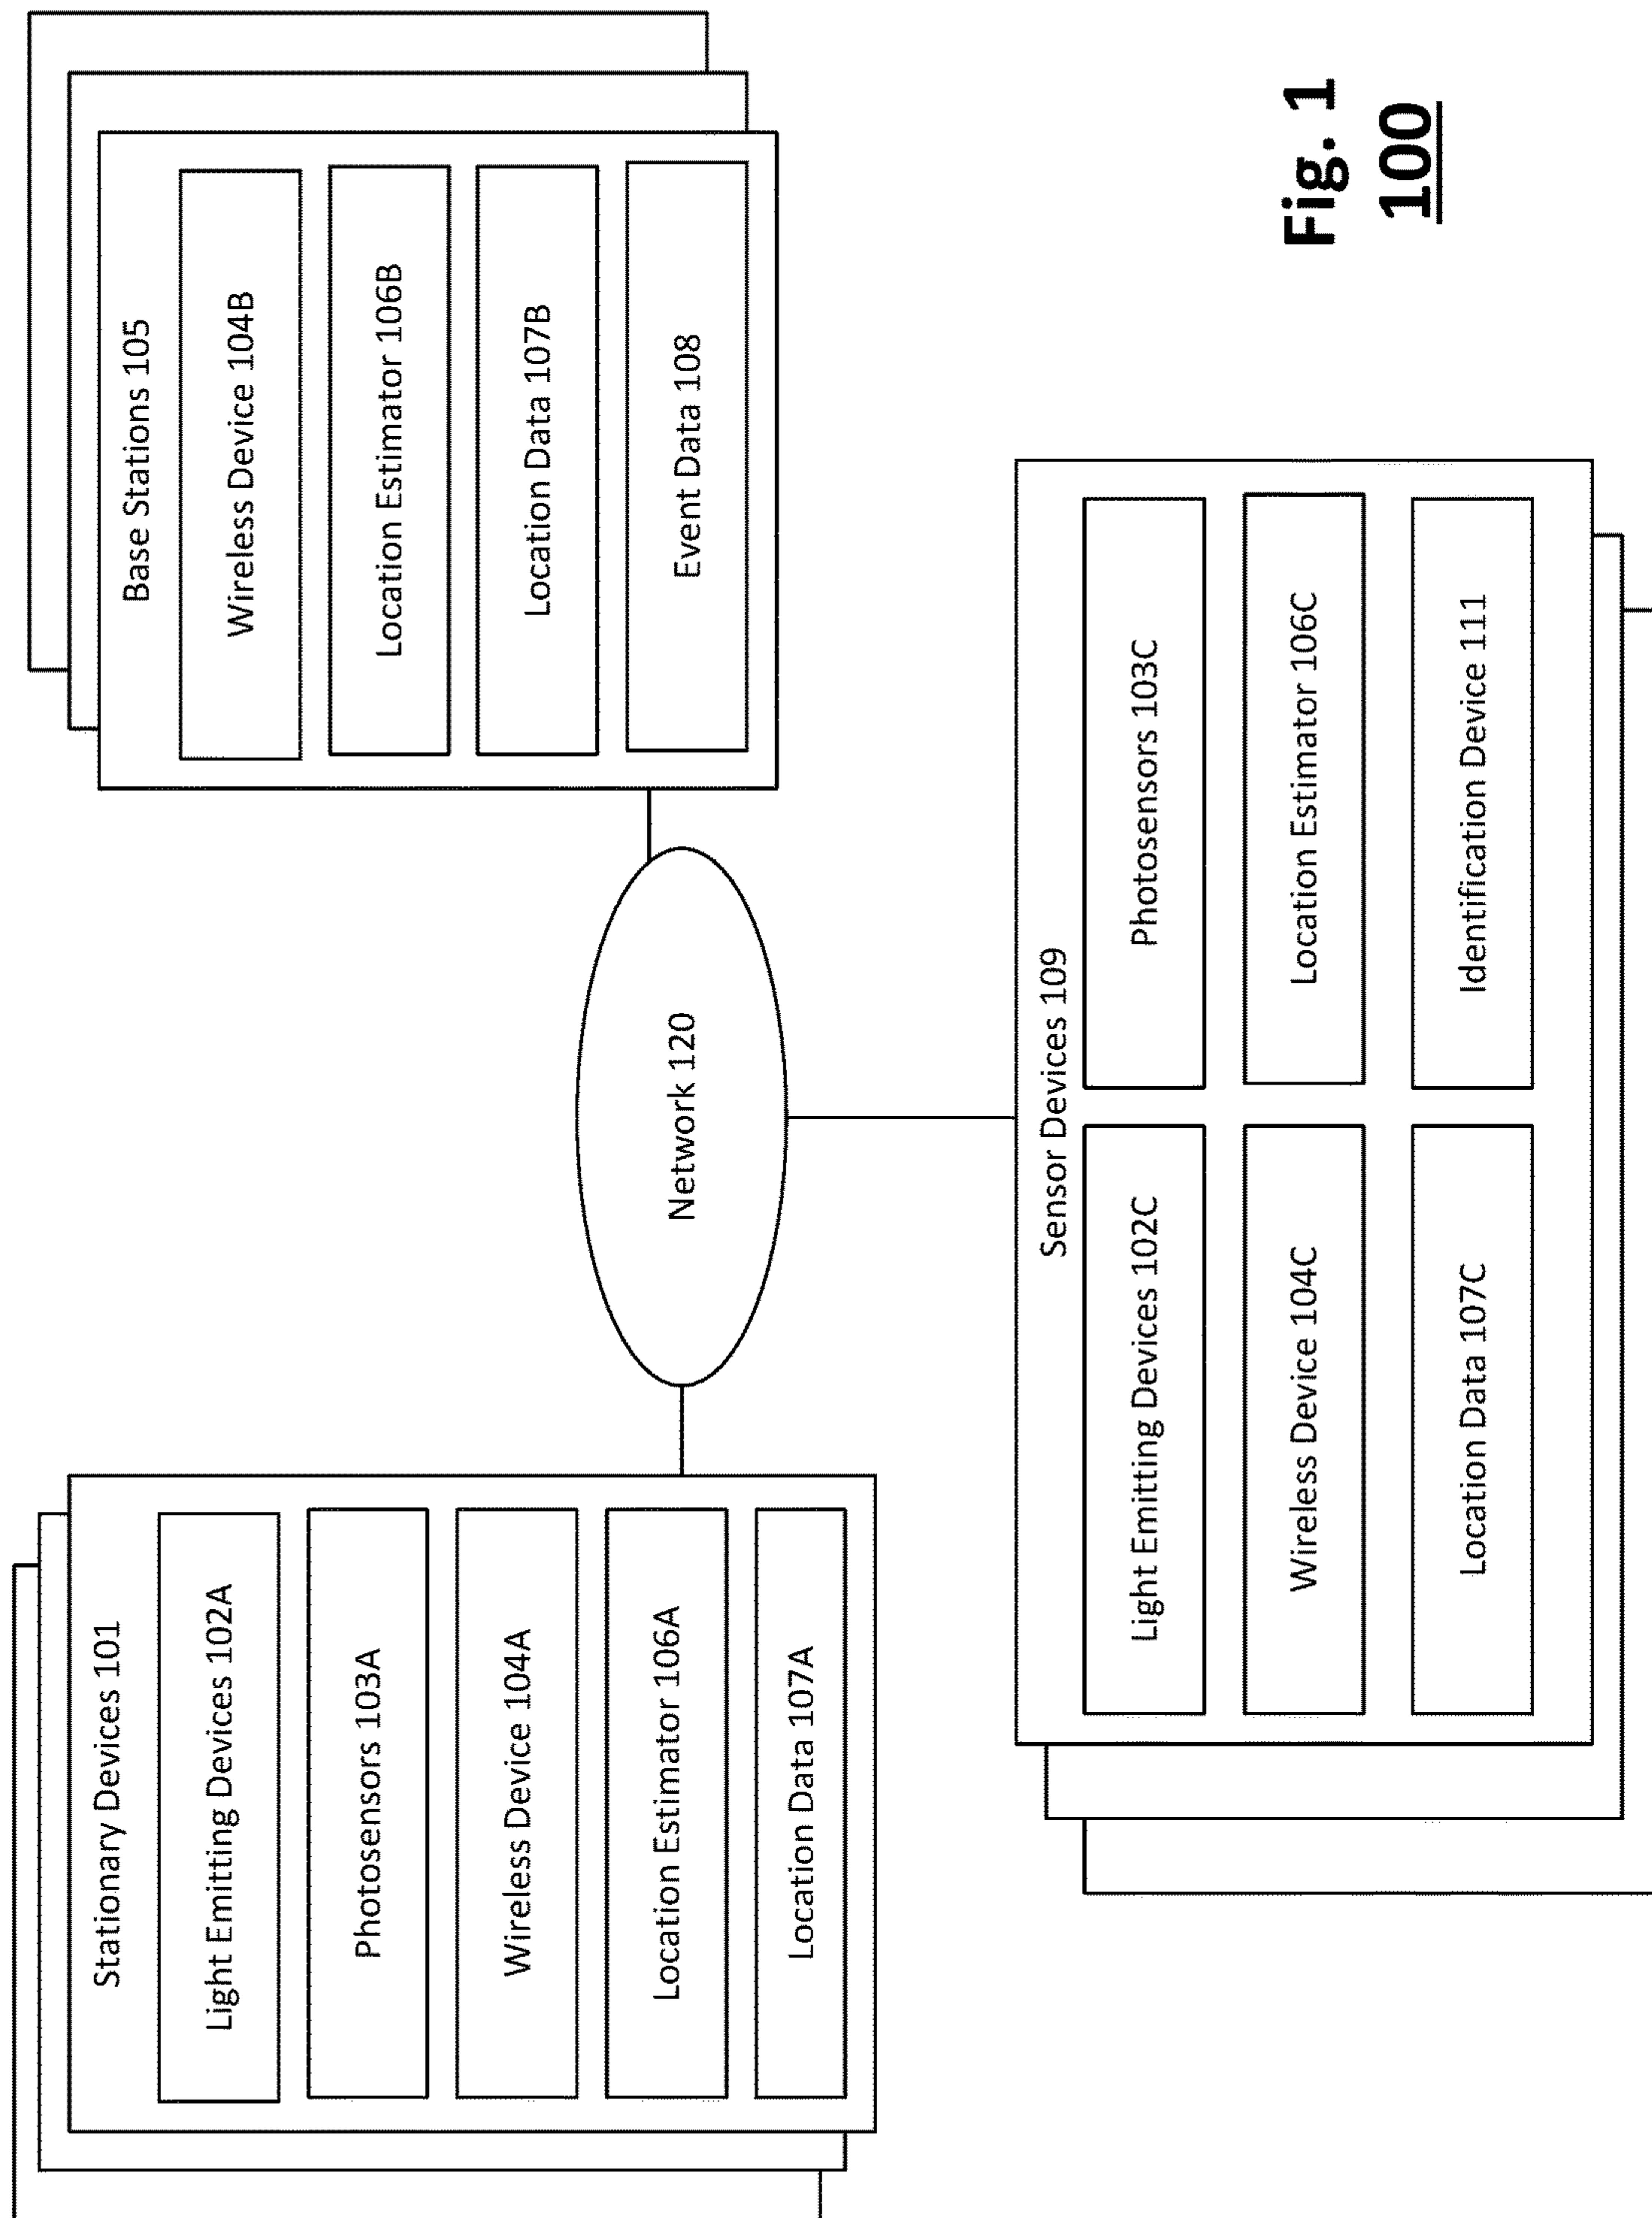 Stationary Devices 101
Light Emitting Devices 102A
Photosensors 103A
Wireless Device 104A
Location Estimator 106A
Location Data 107A
Network 120
Base Stations 105
Wireless Device 104B
Location Estimator 106B
Location Data 107B
Event Data 108
Sensor Devices 109
Light Emitting Devices 102C
Photosensors 103C
Wireless Device 104C
Location Estimator 106C
Location Data 107C
Identification Device 111
Fig. 1
100